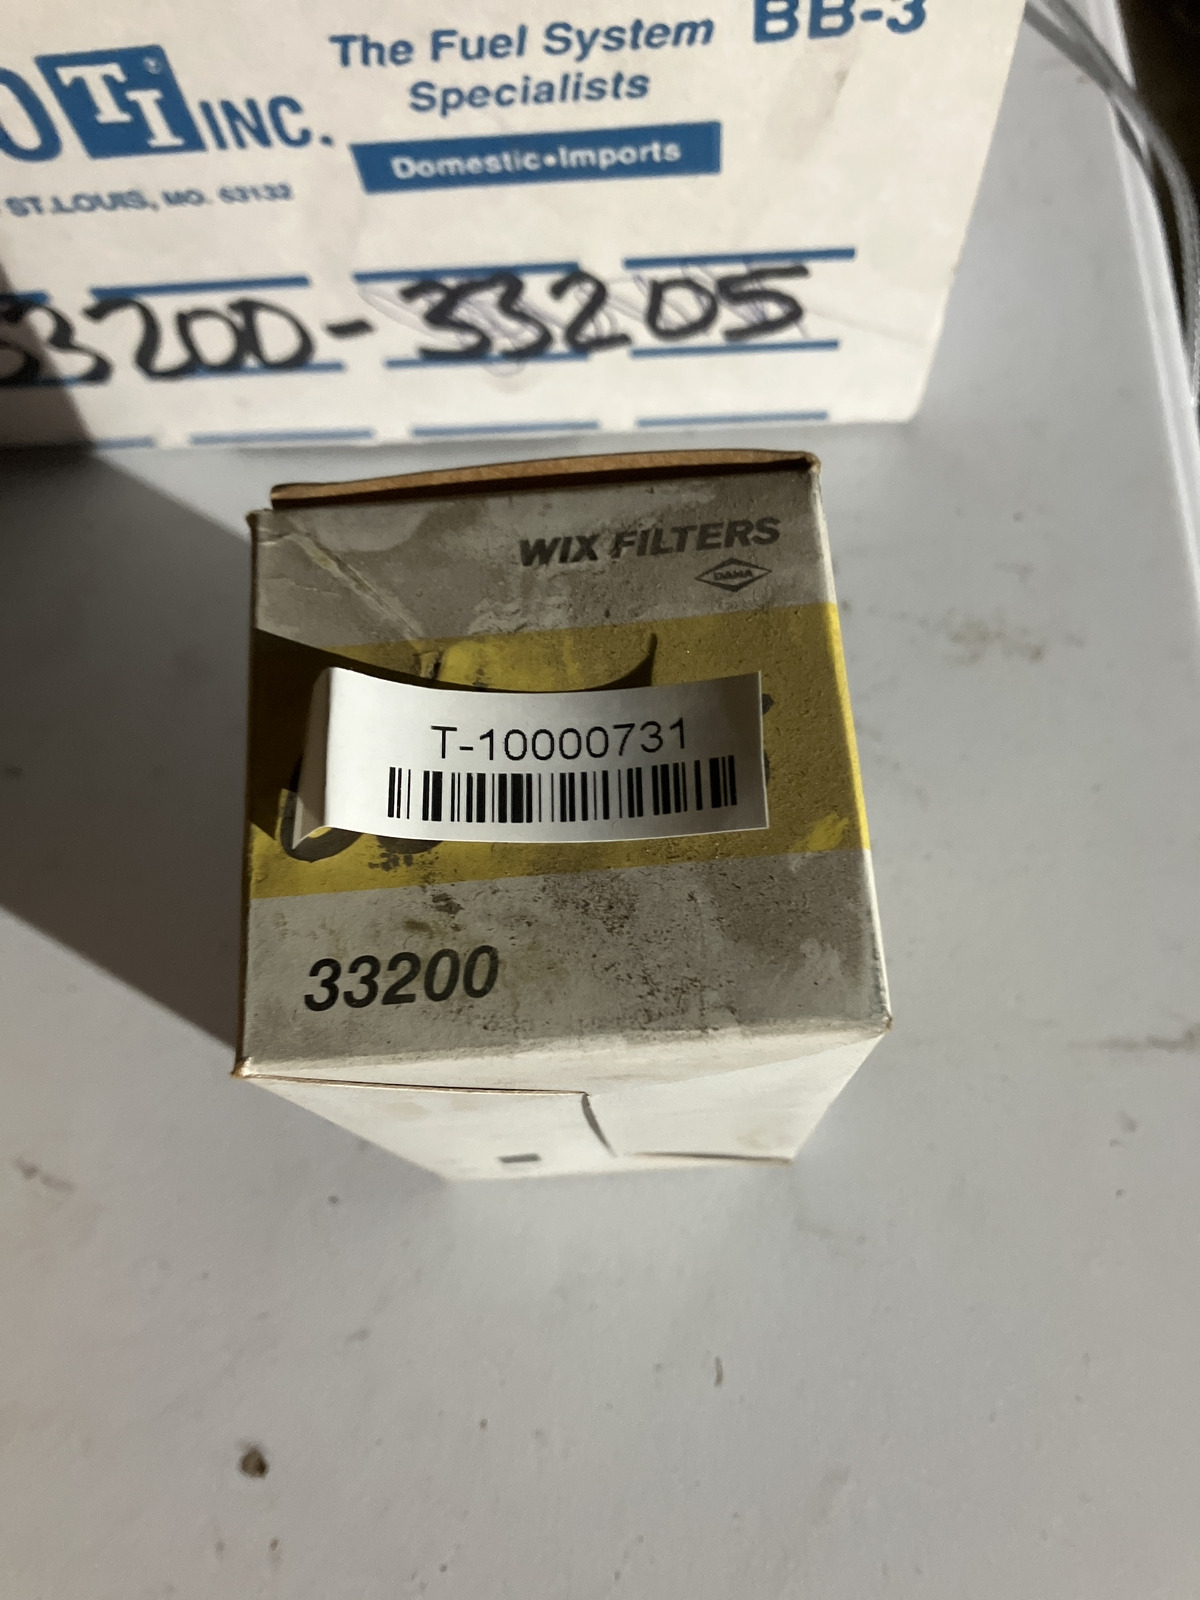 The Fuel System BB-3
Specialists
TI® INC.
Domestic•Imports
ST. LOUIS, MO. 63132
33200-33205
WIX FILTERS
DANA
T-10000731
33200